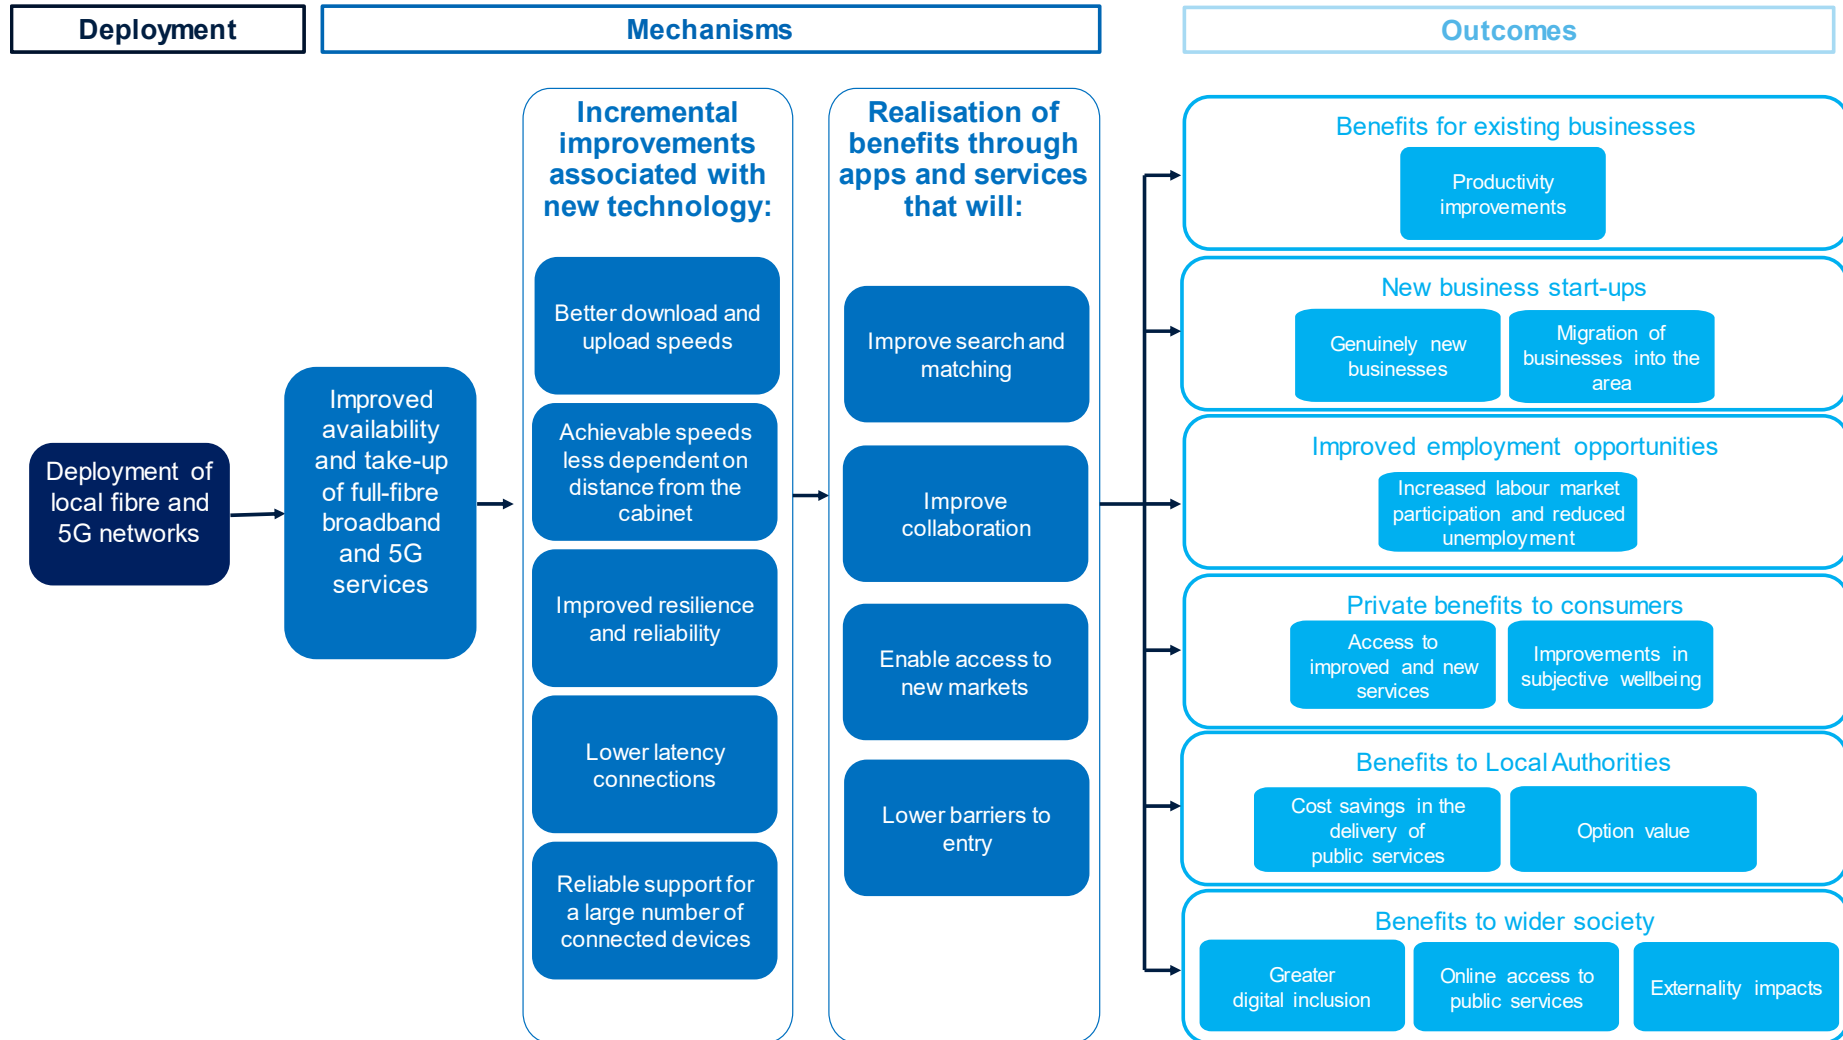 Deployment
Mechanisms
Outcomes
Deployment of
local fibre and
5G networks
Improved
availability
and take-up
of full-fibre
broadband
and 5G
services
Incremental
improvements
associated with
new technology:
Better download and
upload speeds
Achievable speeds
less dependent on
distance from the
cabinet
Improved resilience
and reliability
Lower latency
connections
Reliable support for
a large number of
connected devices
Realisation of
benefits through
apps and services
that will:
Improve search and
matching
Improve
collaboration
Enable access to
new markets
Lower barriers to
entry
Benefits for existing businesses
Productivity
improvements
New business start-ups
Genuinely new
businesses
Migration of
businesses into the
area
Improved employment opportunities
Increased labour market
participation and reduced
unemployment
Private benefits to consumers
Access to
improved and new
services
Improvements in
subjective wellbeing
Benefits to Local Authorities
Cost savings in the
delivery of
public services
Option value
Benefits to wider society
Greater
digital inclusion
Online access to
public services
Externality impacts